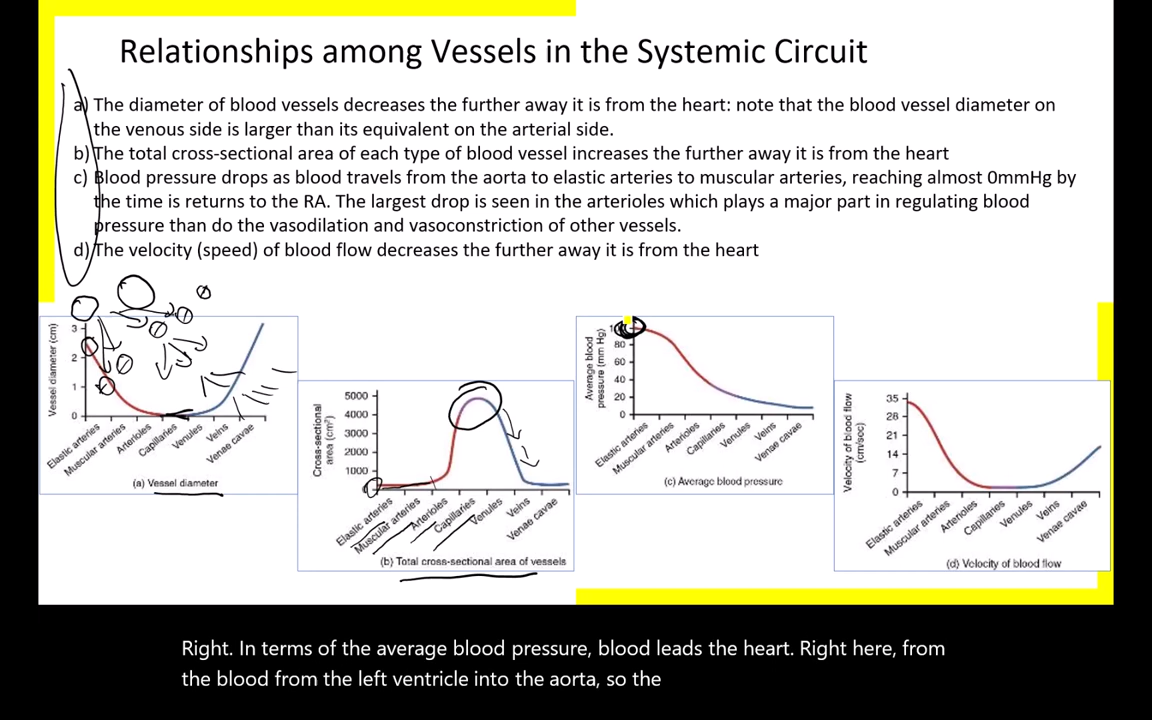 Relationships among Vessels in the Systemic Circuit
a) The diameter of blood vessels decreases the further away it is from the heart: note that the blood vessel diameter on
the venous side is larger than its equivalent on the arterial side.
b) The total cross-sectional area of each type of blood vessel increases the further away it is from the heart
c) Blood pressure drops as blood travels from the aorta to elastic arteries to muscular arteries, reaching almost 0mmHg by
the time is returns to the RA. The largest drop is seen in the arterioles which plays a major part in regulating blood
pressure than do the vasodilation and vasoconstriction of other vessels.
d) The velocity (speed) of blood flow decreases the further away it is from the heart
Vessel diameter (cm)
3
2
1
0
Elastic arteries
Muscular arteries
Arterioles
Capillaries
Venules
Veins
Venae cavae
(a) Vessel diameter
Cross-sectional
area (cm²)
5000
4000
3000
2000
1000
Elastic arteries
Muscular arteries
Arterioles
Capillaries
Venules
Veins
Venae cavae
(b) Total cross-sectional area of vessels
Average blood
pressure (mm Hg)
80
60
40
20
0
Elastic arteries
Muscular arteries
Arterioles
Capillaries
Venules
Veins
Venae cavae
(c) Average blood pressure
Velocity of blood flow
(cm/sec)
35
28
21
14
7
0
Elastic arteries
Muscular arteries
Arterioles
Capillaries
Venules
Veins
Venae cavae
(d) Velocity of blood flow
Right. In terms of the average blood pressure, blood leads the heart. Right here, from
the blood from the left ventricle into the aorta, so the